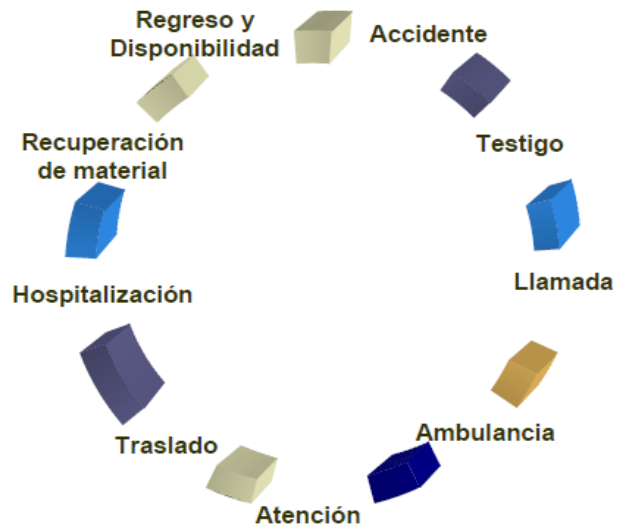 Regreso y
Disponibilidad
Accidente
Testigo
Llamada
Ambulancia
Atención
Traslado
Hospitalización
Recuperación
de material